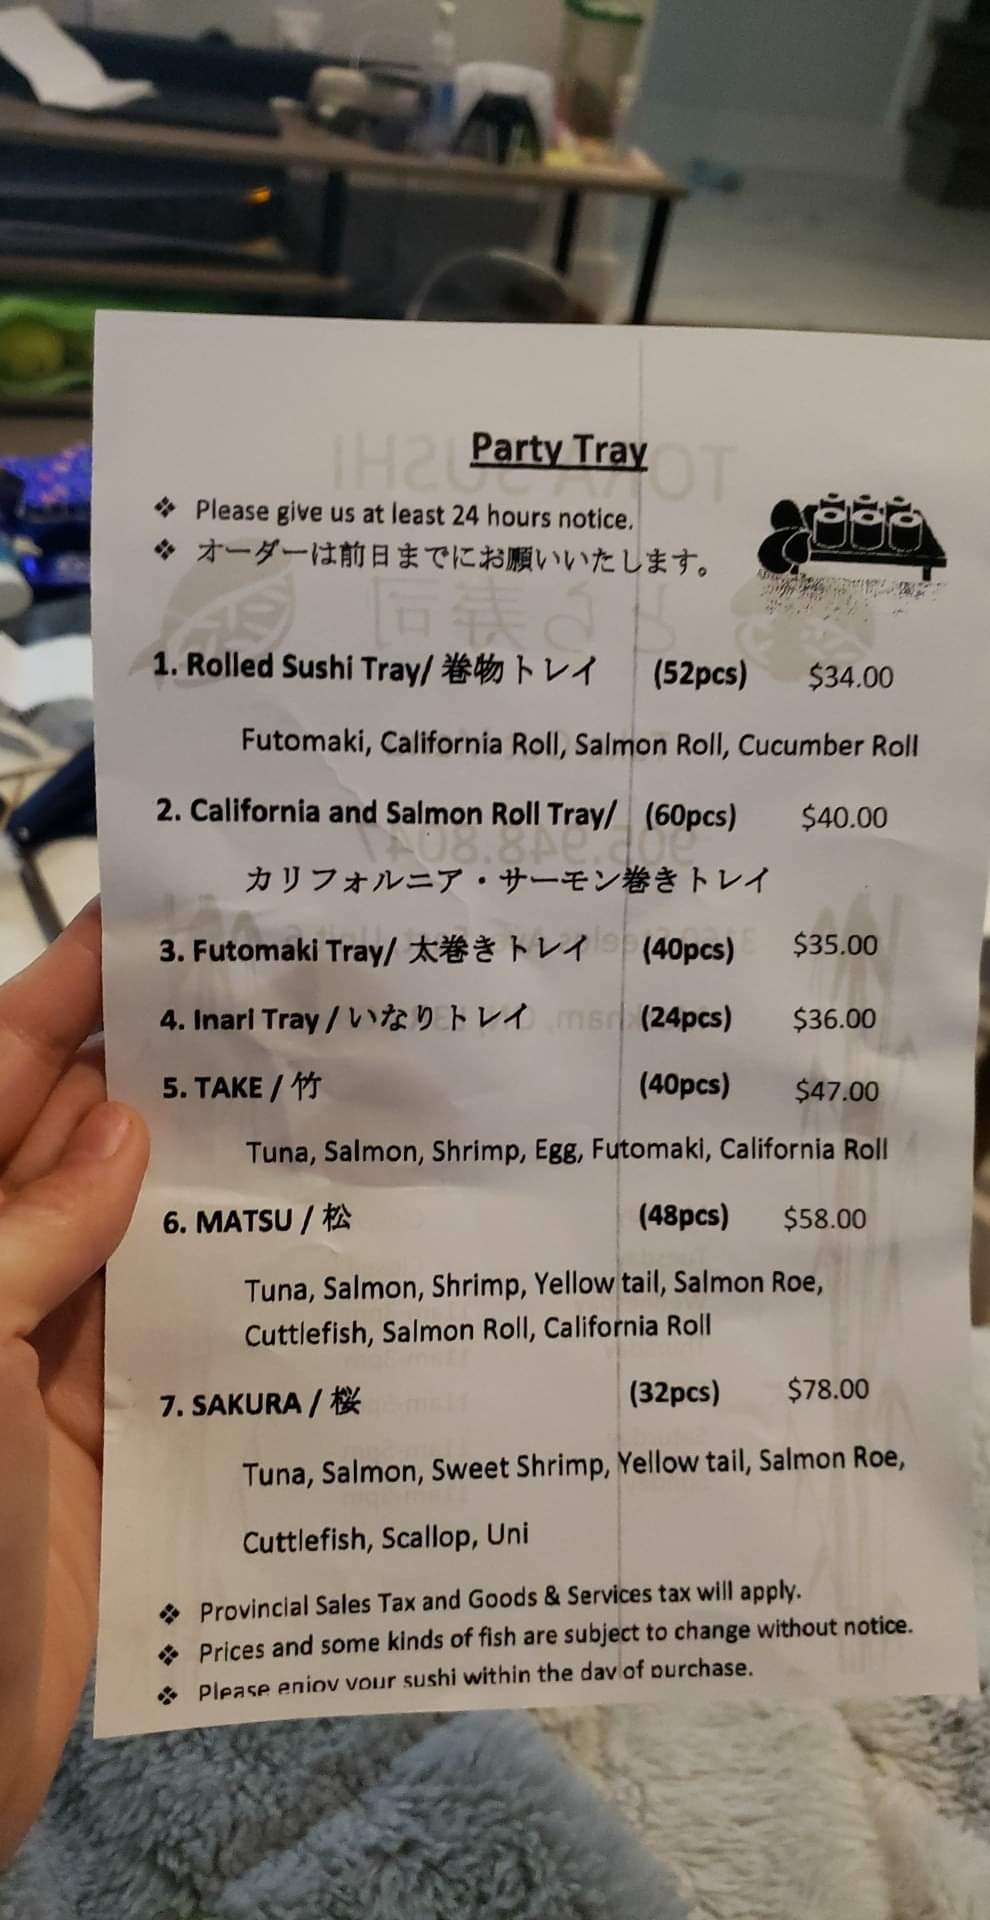 Party Tray
❖ Please give us at least 24 hours notice.
❖ オーダーは前日までにお願いいたします。
1. Rolled Sushi Tray/ 巻物トレイ (52pcs) $34.00
Futomaki, California Roll, Salmon Roll, Cucumber Roll
2. California and Salmon Roll Tray/ (60pcs) $40.00
カリフォルニア・サーモン巻きトレイ
3. Futomaki Tray/ 太巻きトレイ (40pcs) $35.00
4. Inari Tray / いなりトレイ (24pcs) $36.00
5. TAKE / 竹 (40pcs) $47.00
Tuna, Salmon, Shrimp, Egg, Futomaki, California Roll
6. MATSU / 松 (48pcs) $58.00
Tuna, Salmon, Shrimp, Yellow tail, Salmon Roe,
Cuttlefish, Salmon Roll, California Roll
7. SAKURA / 桜 (32pcs) $78.00
Tuna, Salmon, Sweet Shrimp, Yellow tail, Salmon Roe,
Cuttlefish, Scallop, Uni
❖ Provincial Sales Tax and Goods & Services tax will apply.
❖ Prices and some kinds of fish are subject to change without notice.
❖ Please enjoy your sushi within the day of purchase.